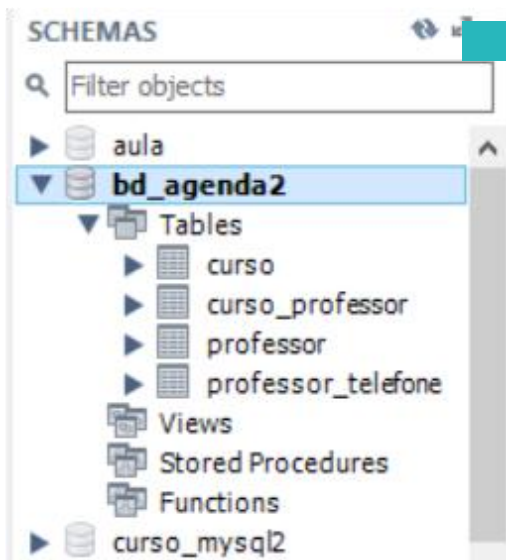 SCHEMAS
Filter objects
aula
bd_agenda2
Tables
curso
curso_professor
professor
professor_telefone
Views
Stored Procedures
Functions
curso_mysql2